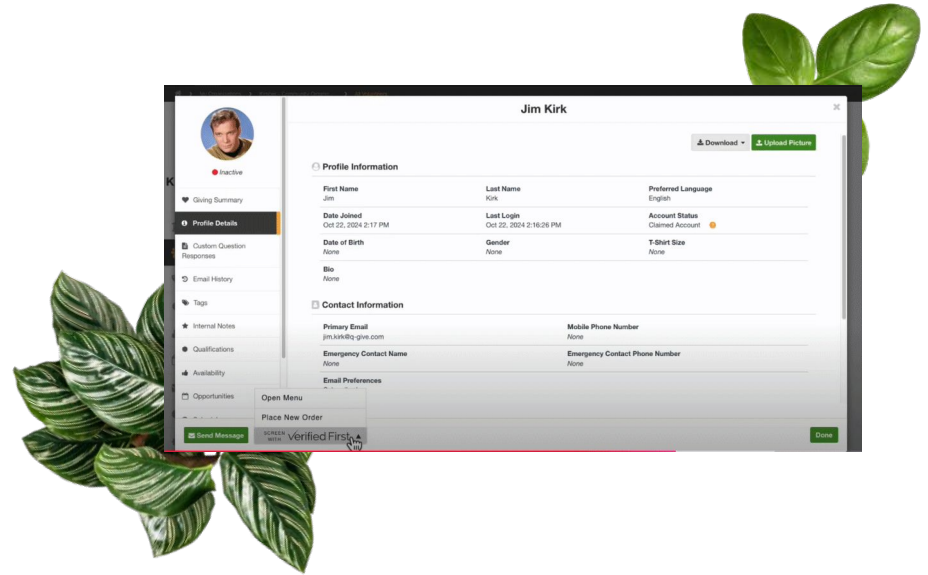 Jim Kirk
Download
Upload Picture
Inactive
Giving Summary
Profile Details
Custom Question
Responses
Email History
Tags
Internal Notes
Qualifications
Availability
Opportunities
Profile Information
First Name Last Name Preferred Language
Jim Kirk English
Date Joined Last Login Account Status
Oct 22, 2024 2:17 PM Oct 22, 2024 2:16:26 PM Claimed Account
Date of Birth Gender T-Shirt Size
None None None
Bio
None
Contact Information
Primary Email Mobile Phone Number
jim.kirk@q-give.com None
Emergency Contact Name Emergency Contact Phone Number
None None
Email Preferences
Open Menu
Place New Order
Send Message
SCREEN WITH Verified First
Done